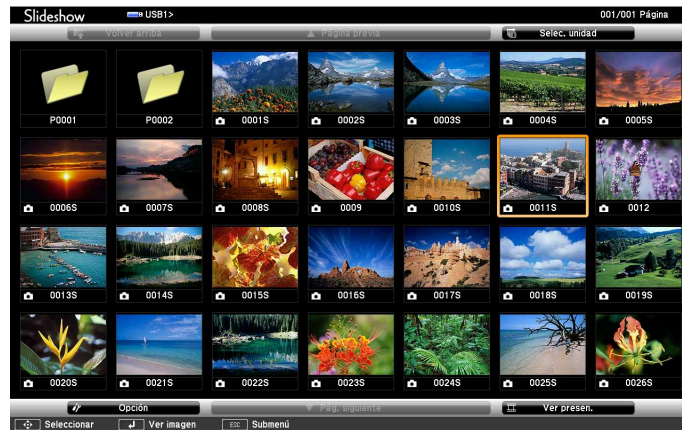 Slideshow USB1> 001/001 Página
Volver arriba ▲ Página previa Selec. unidad
P0001 P0002 0001S 0002S 0003S 0004S 0005S
0006S 0007S 0008S 0009 0010S 0011S 0012
0013S 0014S 0015S 0016S 0017S 0018S 0019S
0020S 0021S 0022S 0023S 0024S 0025S 0026S
Opción ▼ Pág. siguiente Ver presen.
Seleccionar Ver imagen ESC Submenú